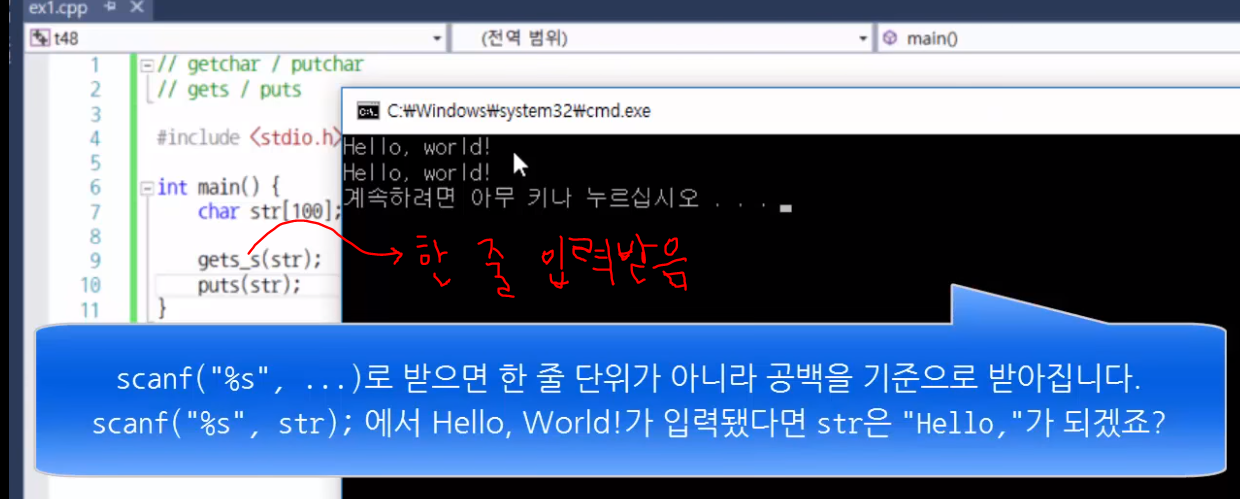 ex1.cpp
t48
(전역 범위)
main()
1 // getchar / putchar
2 // gets / puts
3
4 #include <stdio.h>
5
6 int main() {
7 char str[100];
8
9 gets_s(str);
10 puts(str);
11 }
C:₩Windows₩system32₩cmd.exe
Hello, world!
Hello, world!
계속하려면 아무 키나 누르십시오 . . .
한 줄 입력받음
scanf("%s", ...)로 받으면 한 줄 단위가 아니라 공백을 기준으로 받아집니다.
scanf("%s", str); 에서 Hello, World!가 입력됐다면 str은 "Hello,"가 되겠죠?